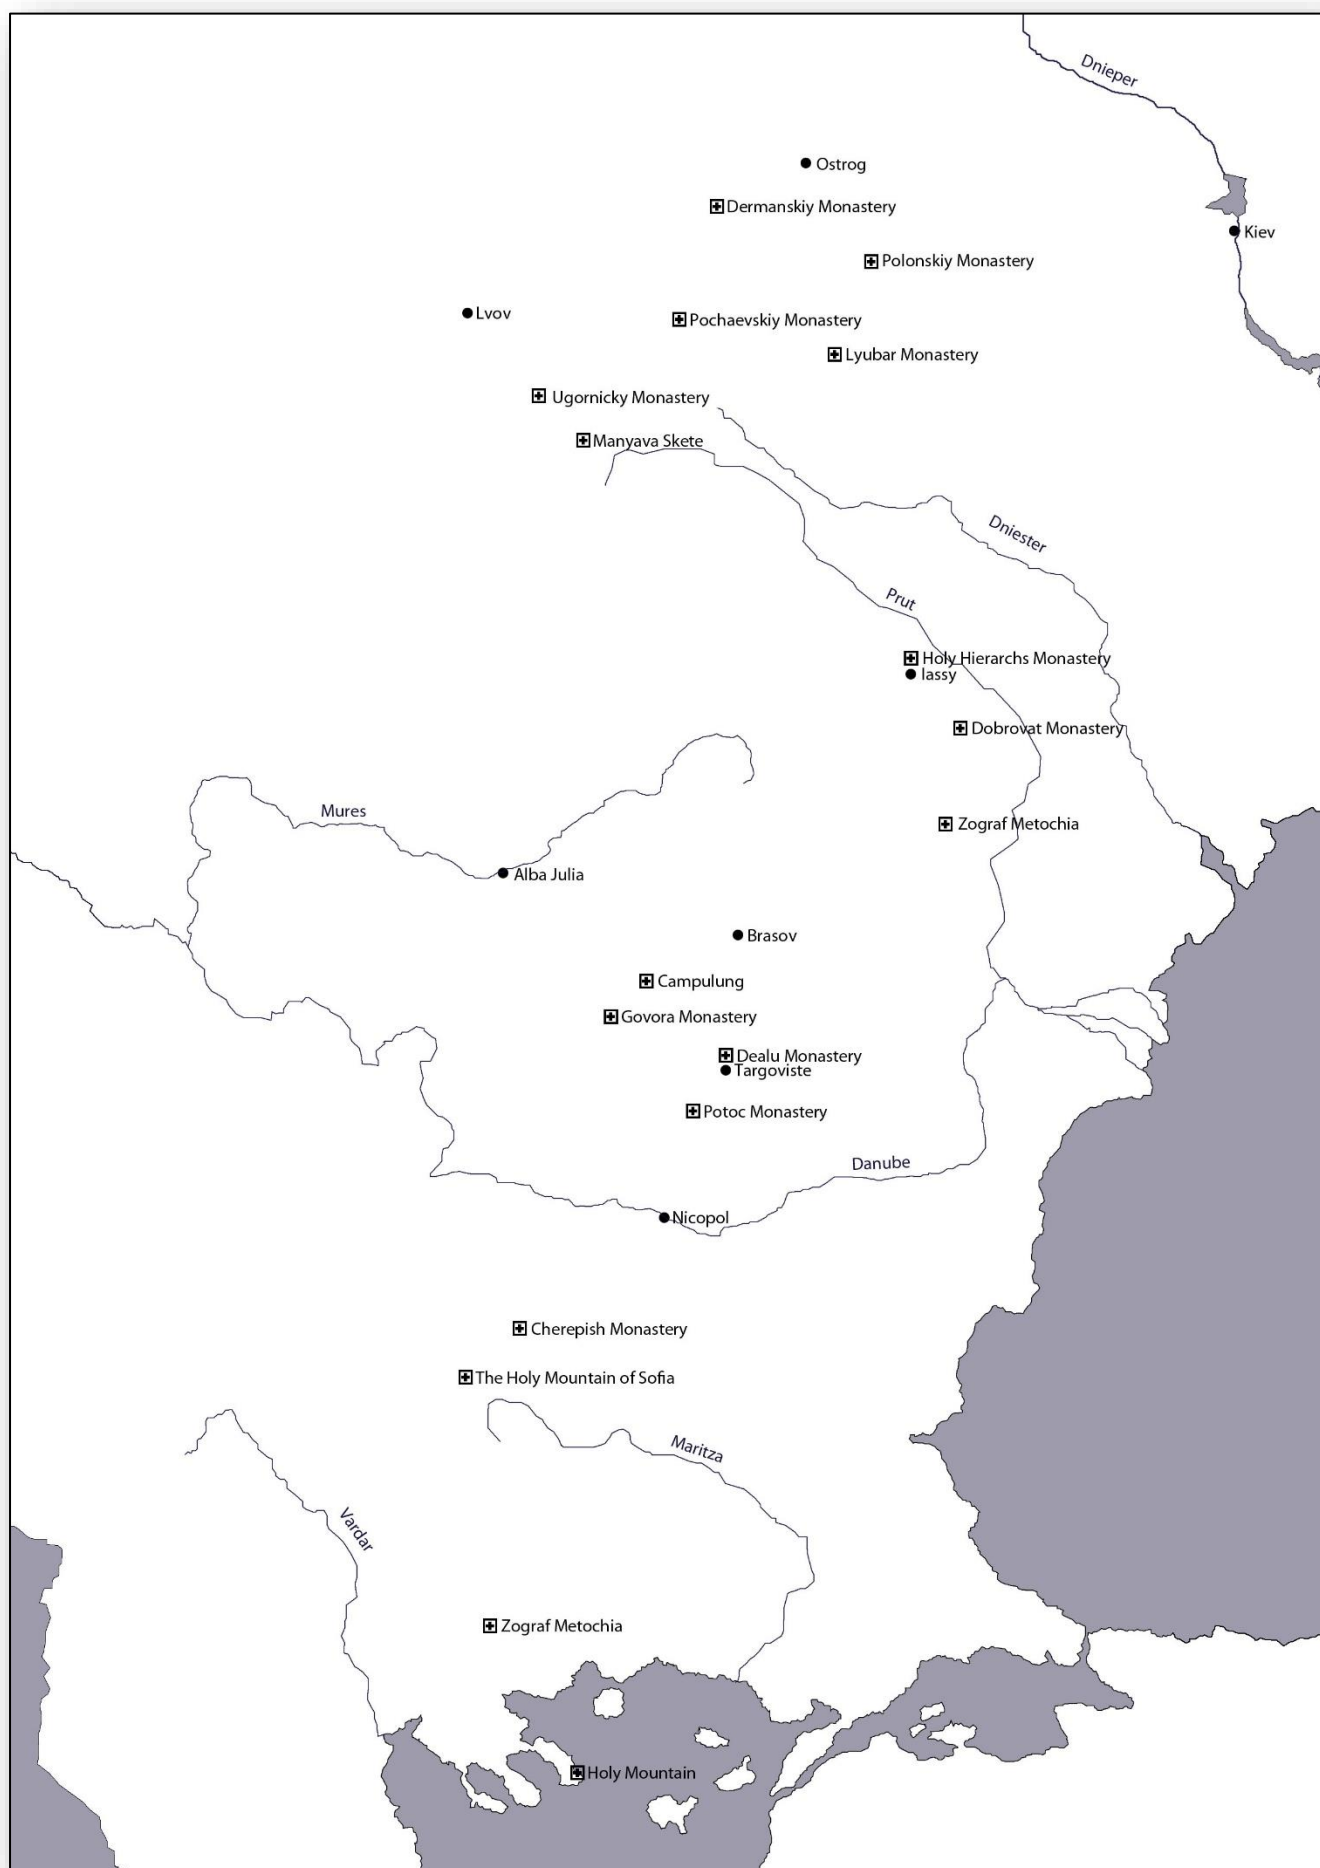 Dnieper
Ostrog
Dermanskiy Monastery
Kiev
Polonskiy Monastery
Lvov
Pochaevskiy Monastery
Lyubar Monastery
Ugornicky Monastery
Manyava Skete
Dniester
Prut
Holy Hierarchs Monastery
Iassy
Dobrovat Monastery
Mures
Zograf Metochia
Alba Julia
Brasov
Campulung
Govora Monastery
Dealu Monastery
Targoviste
Potoc Monastery
Danube
Nicopol
Cherepish Monastery
The Holy Mountain of Sofia
Maritza
Vardar
Zograf Metochia
Holy Mountain